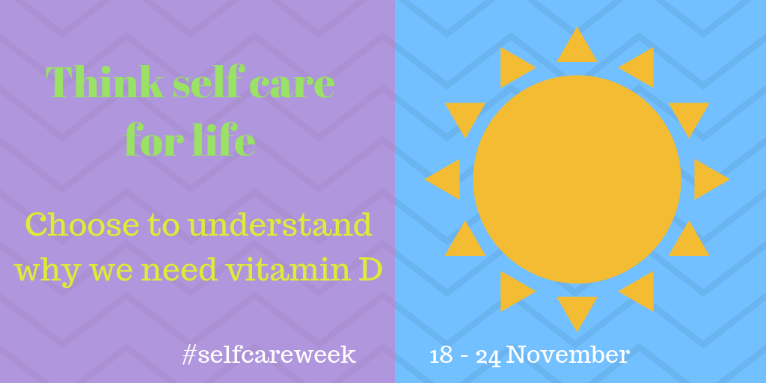 Think self care
for life
Choose to understand
why we need vitamin D
#selfcareweek
18 - 24 November